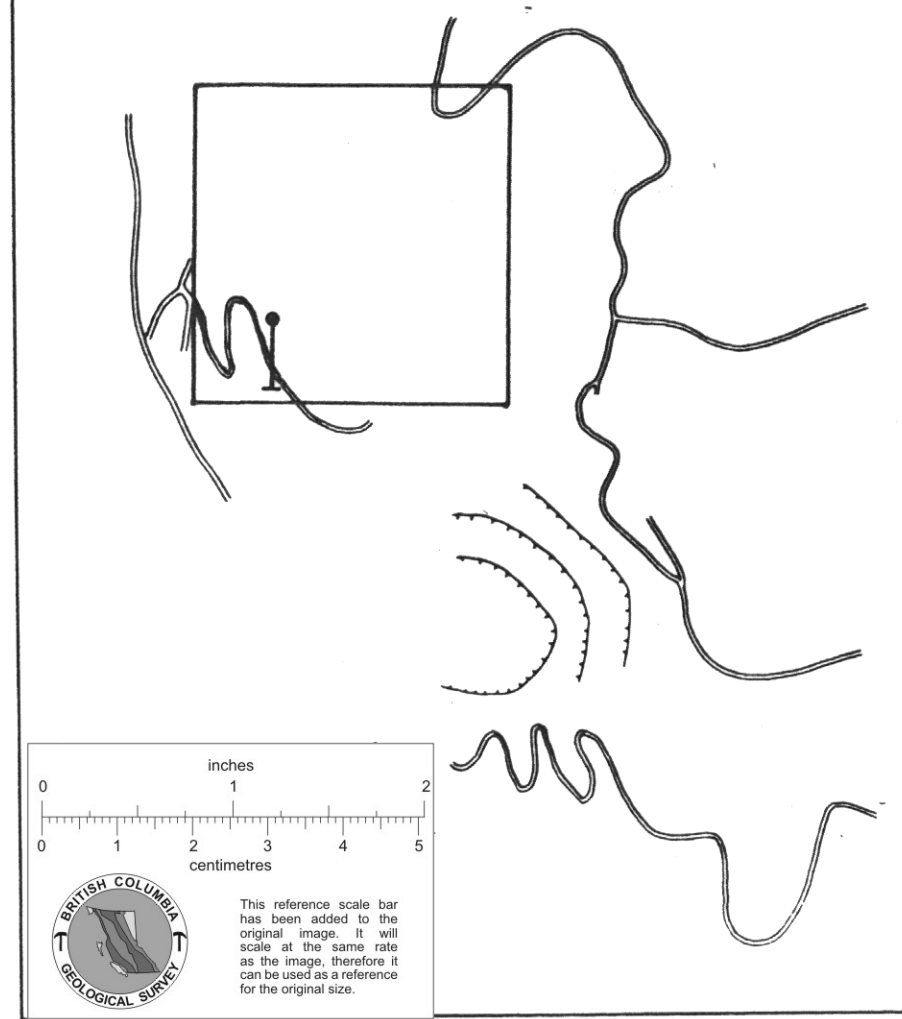 inches
0 1 2
0 1 2 3 4 5
centimetres
BRITISH COLUMBIA
GEOLOGICAL SURVEY
This reference scale bar
has been added to the
original image. It will
scale at the same rate
as the image, therefore it
can be used as a reference
for the original size.